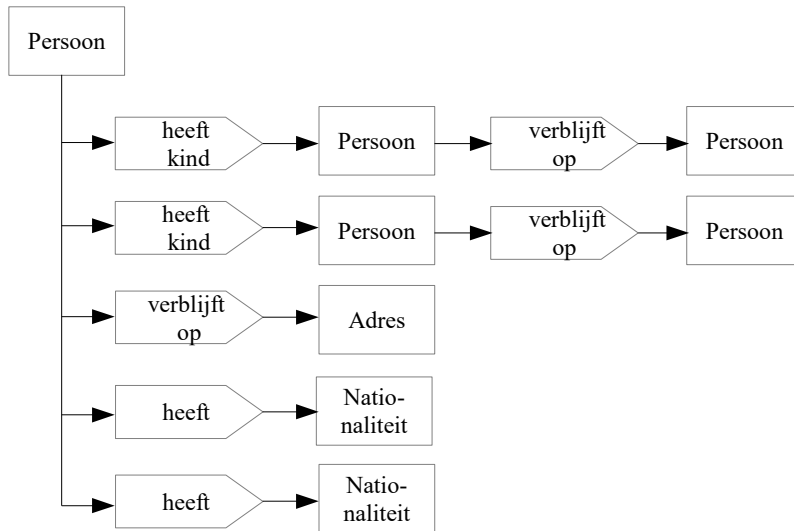 Persoon
heeft
kind
Persoon
verblijft
op
Persoon
heeft
kind
Persoon
verblijft
op
Persoon
verblijft
op
Adres
heeft
Natio-
naliteit
heeft
Natio-
naliteit